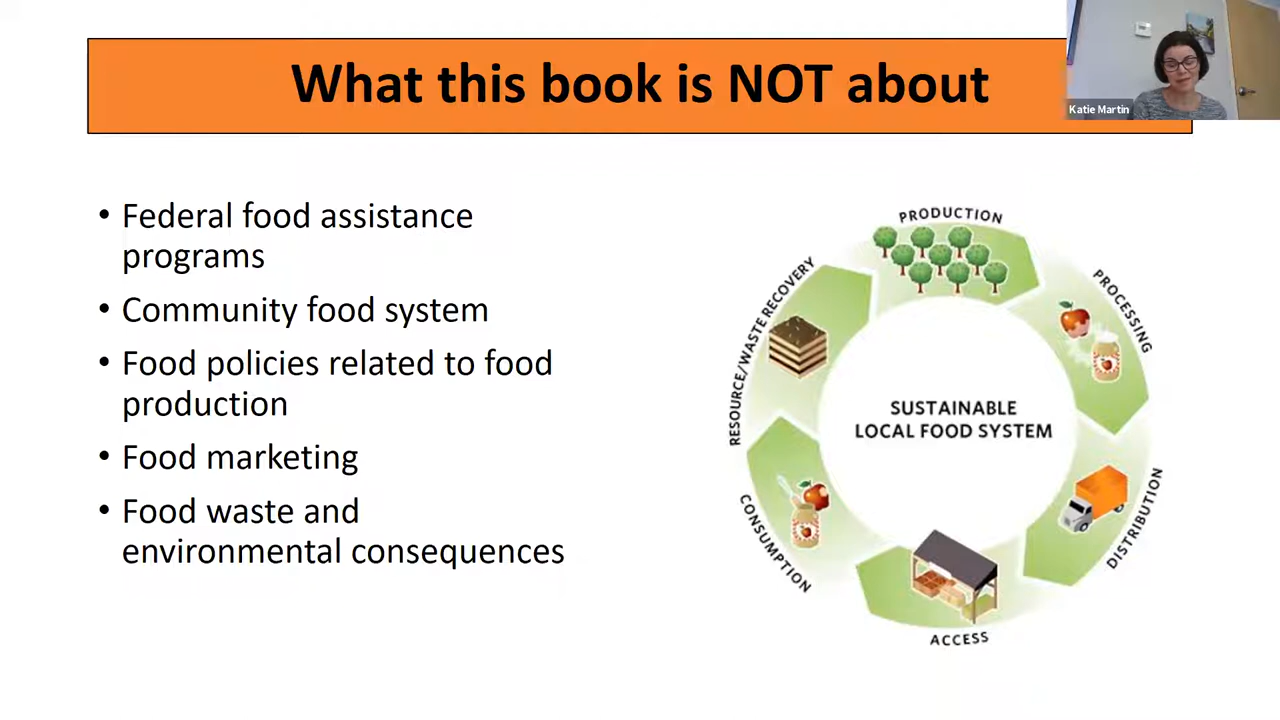 What this book is NOT about
Katie Martin
• Federal food assistance
programs
• Community food system
• Food policies related to food
production
• Food marketing
• Food waste and
environmental consequences
PRODUCTION
PROCESSING
DISTRIBUTION
ACCESS
CONSUMPTION
RESOURCE/WASTE RECOVERY
SUSTAINABLE
LOCAL FOOD SYSTEM